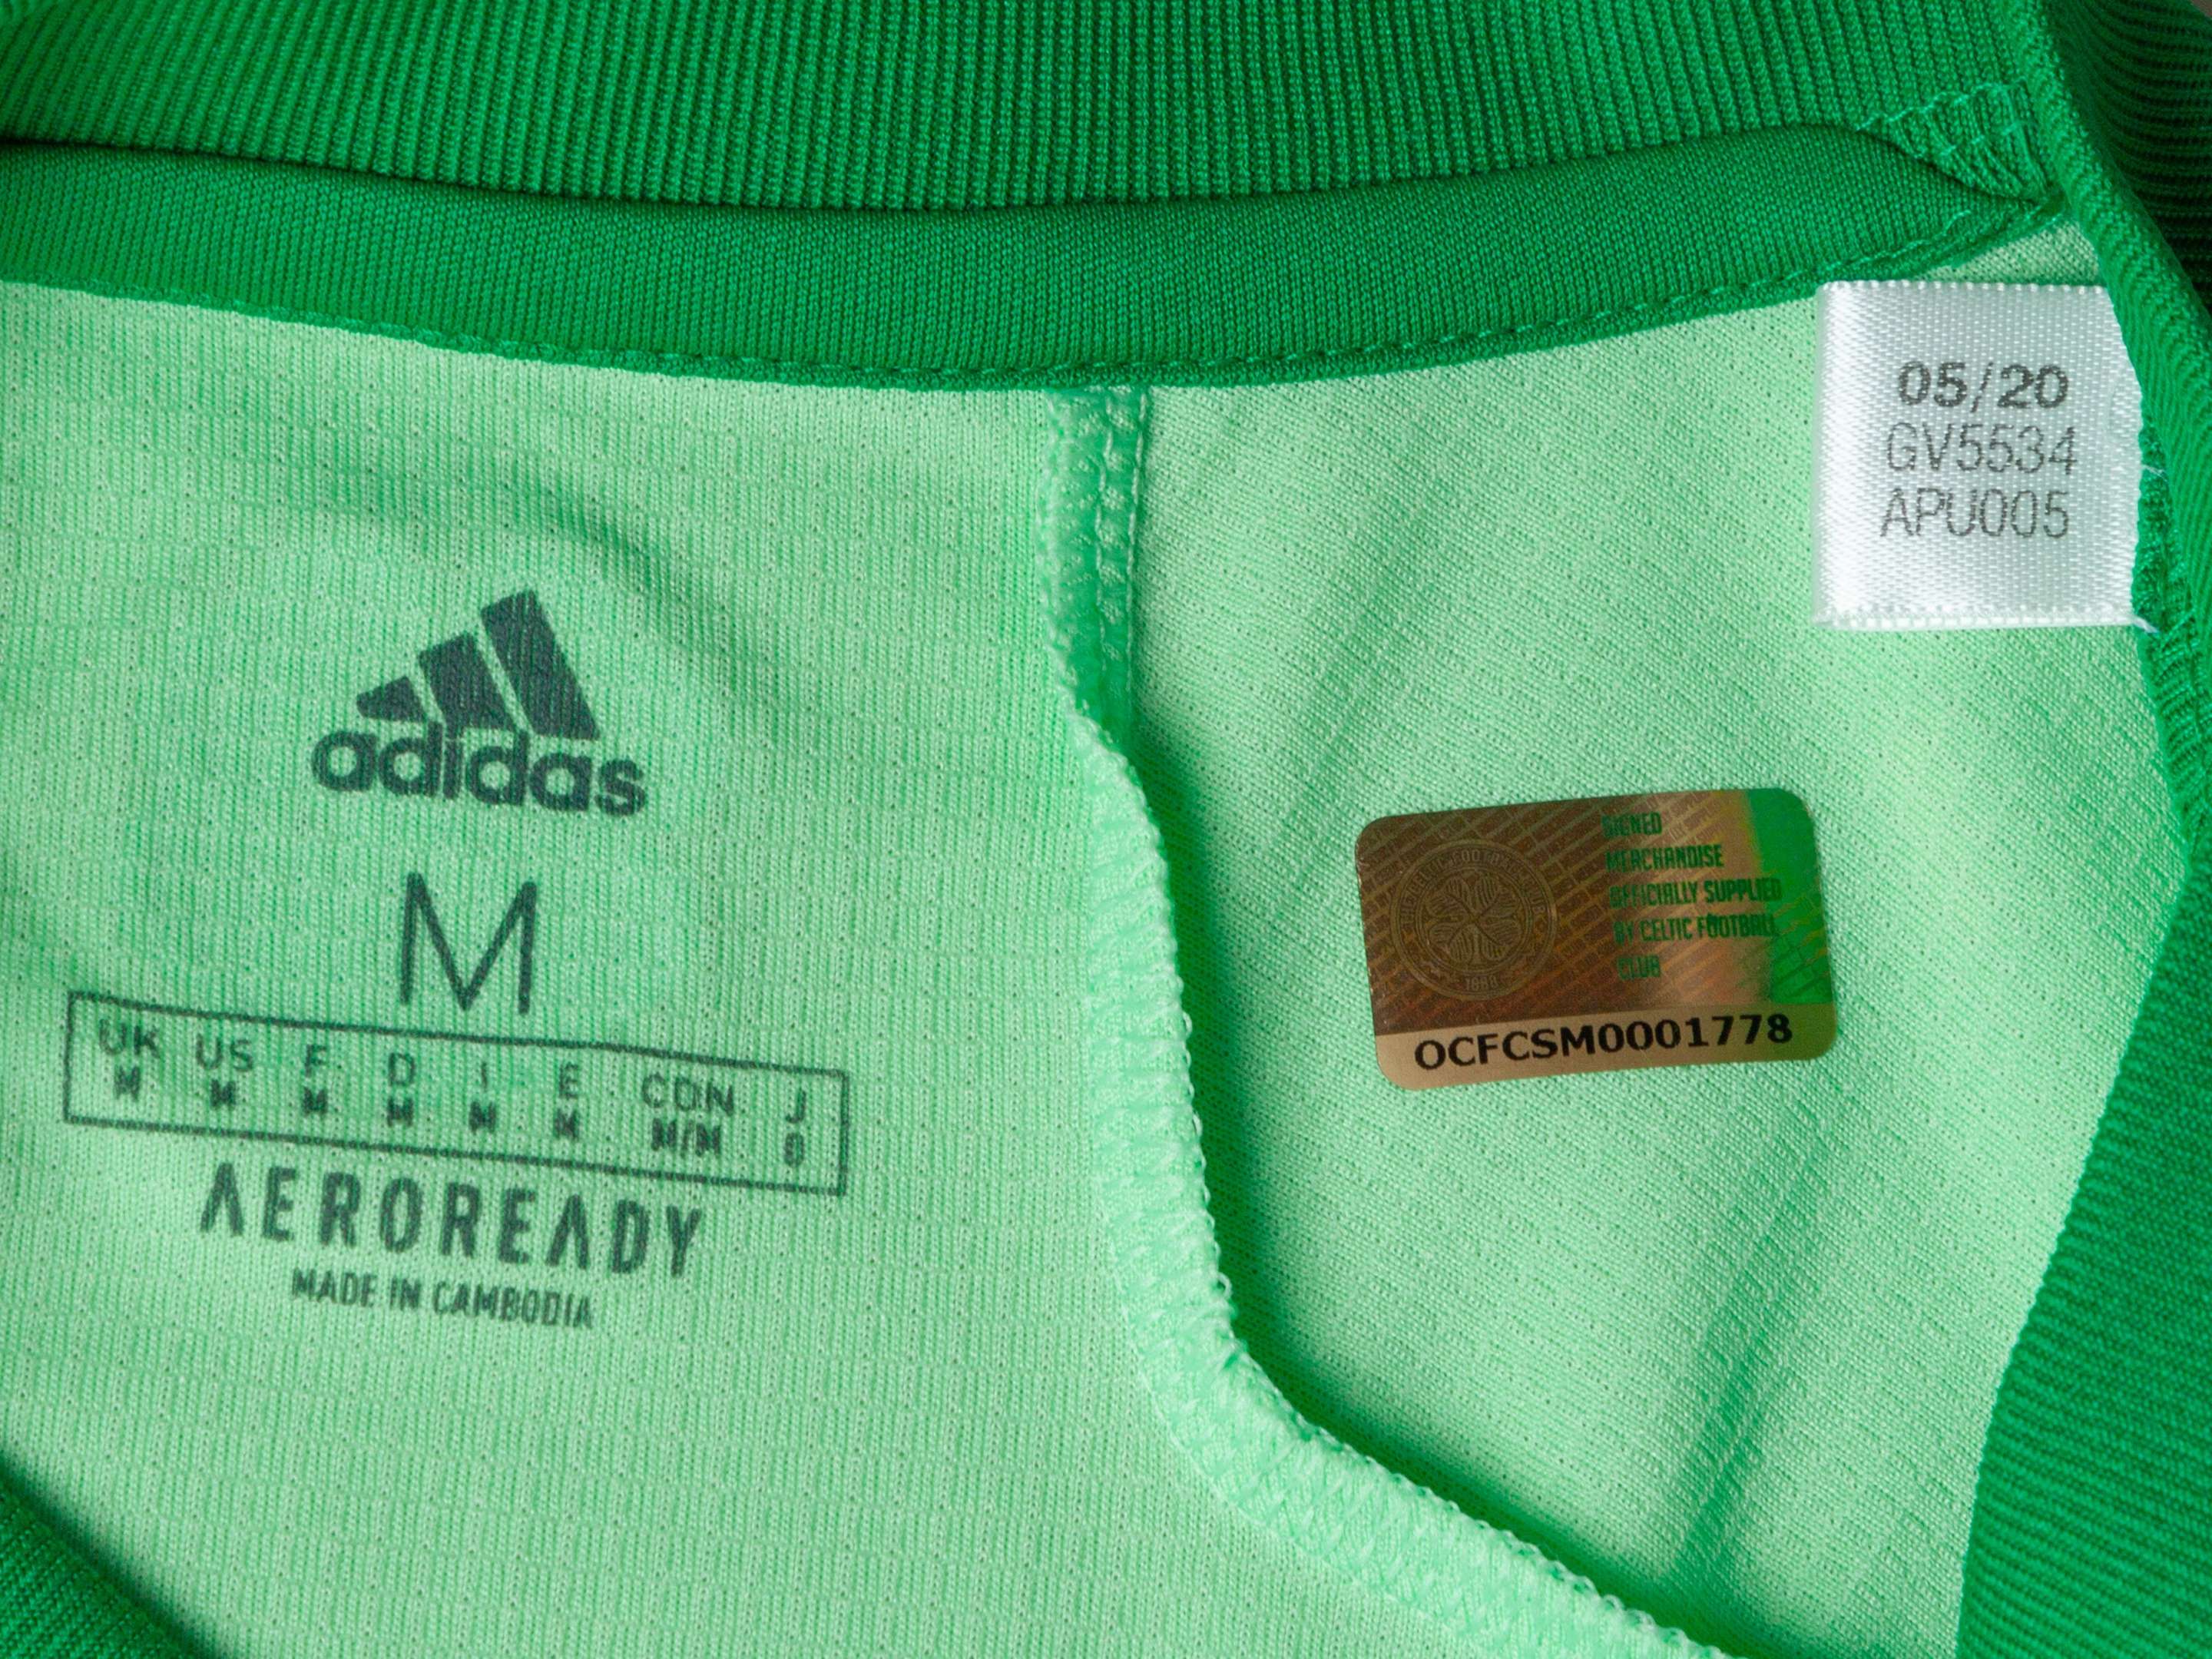 adidas
M
UK US F D I E CDN J
M M M M M M M/M O
AEROREADY
MADE IN CAMBODIA
05/20
GV5534
APU005
SIGNED
MERCHANDISE
OFFICIALLY SUPPLIED
BY CELTIC FOOTBALL
CLUB
1888
OCFCSM0001778